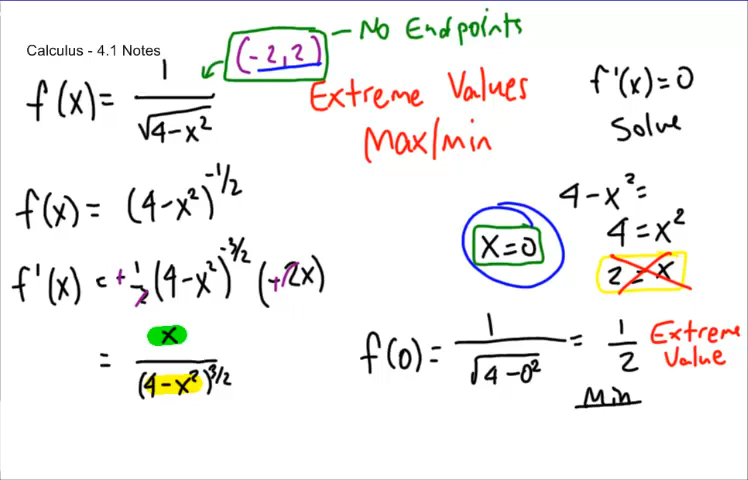 Calculus - 4.1 Notes
(-2, 2) - No Endpoints
f(x) = 1/√(4-x²)
Extreme Values
Max/min
f'(x) = 0
Solve
f(x) = (4-x²)^(-1/2)
4-x² =
4 = x²
2 = x
x = 0
f'(x) = +1/2 (4-x²)^(-3/2) (+2x)
= x/(4-x²)^(3/2)
f(0) = 1/√(4-0²) = 1/2 Extreme Value
Min